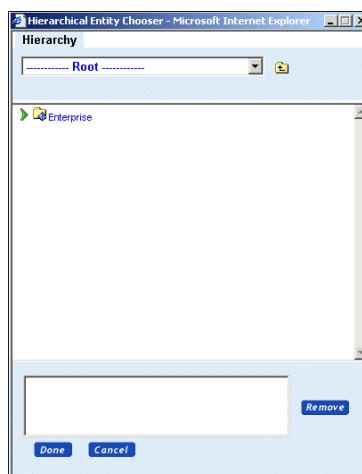 Hierarchical Entity Chooser - Microsoft Internet Explorer
Hierarchy
------------ Root ------------
Enterprise
Remove
Done Cancel